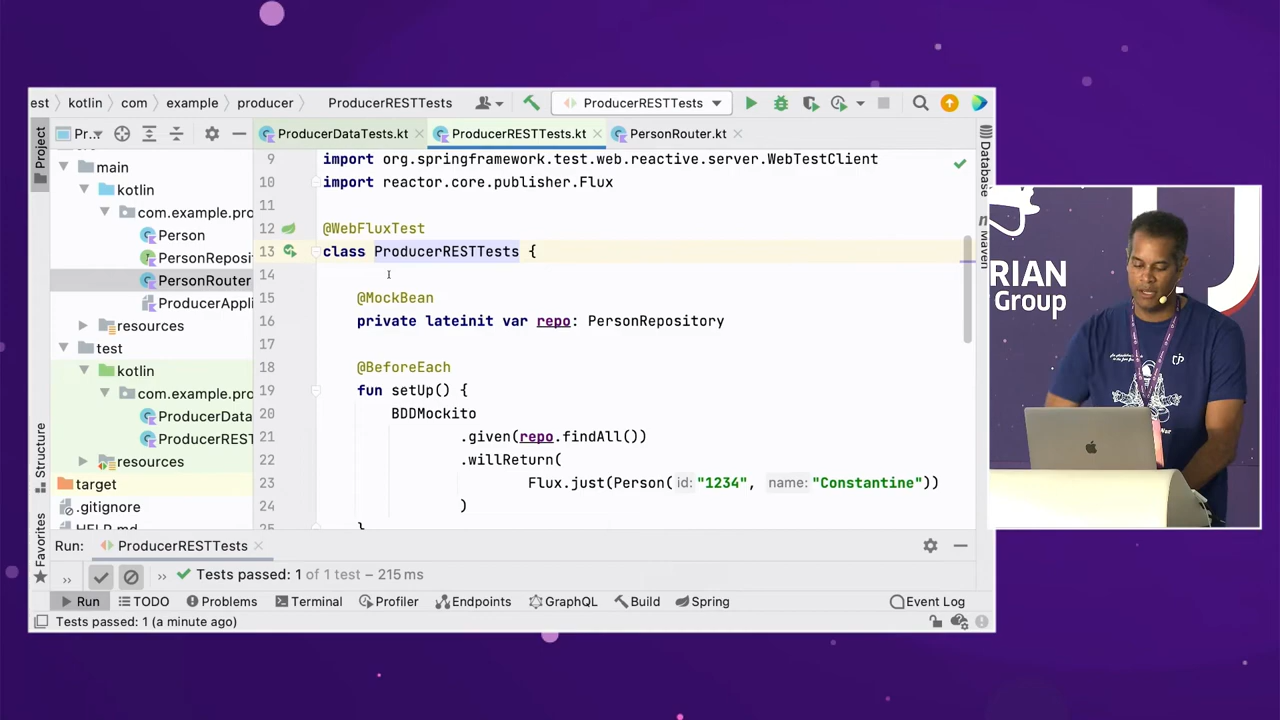 est
kotlin
com
example
producer
ProducerRESTTests
ProducerRESTTests
Project
Pr..
ProducerDataTests.kt
ProducerRESTTests.kt
PersonRouter.kt
main
kotlin
com.example.pro
Person
PersonReposi
PersonRouter
ProducerAppli
resources
test
kotlin
com.example.pro
ProducerData
ProducerREST
resources
target
.gitignore
HELP.md
9 import org.springframework.test.web.reactive.server.WebTestClient
10 import reactor.core.publisher.Flux
11
12 @WebFluxTest
13 class ProducerRESTTests {
14
15 @MockBean
16 private lateinit var repo: PersonRepository
17
18 @BeforeEach
19 fun setUp() {
20 BDDMockito
21 .given(repo.findAll())
22 .willReturn(
23 Flux.just(Person( id: "1234", name: "Constantine"))
24 )
25 }
Database
Maven
Structure
Favorites
Run: ProducerRESTTests
Tests passed: 1 of 1 test – 215 ms
Run
TODO
Problems
Terminal
Profiler
Endpoints
GraphQL
Build
Spring
Event Log
Tests passed: 1 (a minute ago)
RIAN
Group